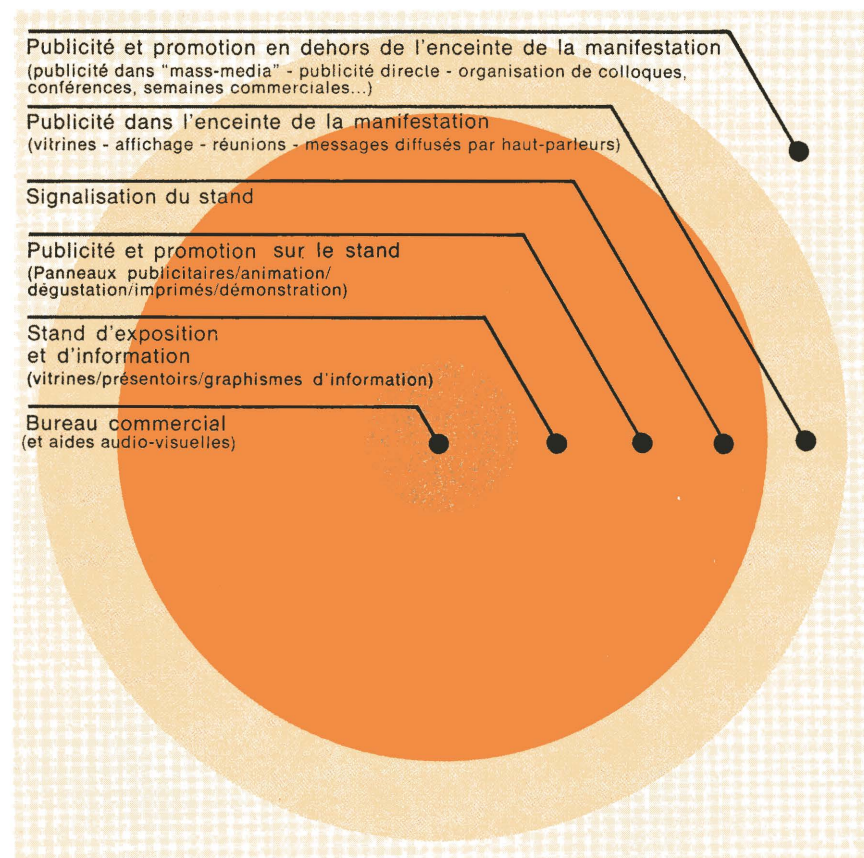 Publicité et promotion en dehors de l'enceinte de la manifestation
(publicité dans "mass-media" - publicité directe - organisation de colloques,
conférences, semaines commerciales...)
Publicité dans l'enceinte de la manifestation
(vitrines - affichage - réunions - messages diffusés par haut-parleurs)
Signalisation du stand
Publicité et promotion sur le stand
(Panneaux publicitaires/animation/
dégustation/imprimés/démonstration)
Stand d'exposition
et d'information
(vitrines/présentoirs/graphismes d'information)
Bureau commercial
(et aides audio-visuelles)